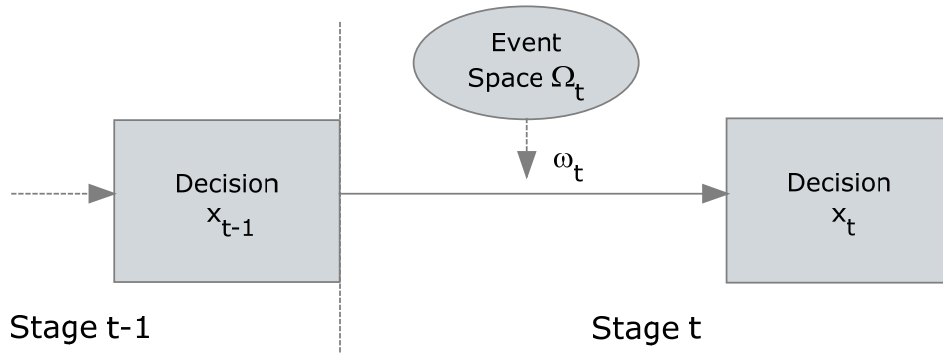 Event
Space Ωt
ωt
Decision
xt-1
Decision
xt
Stage t-1
Stage t